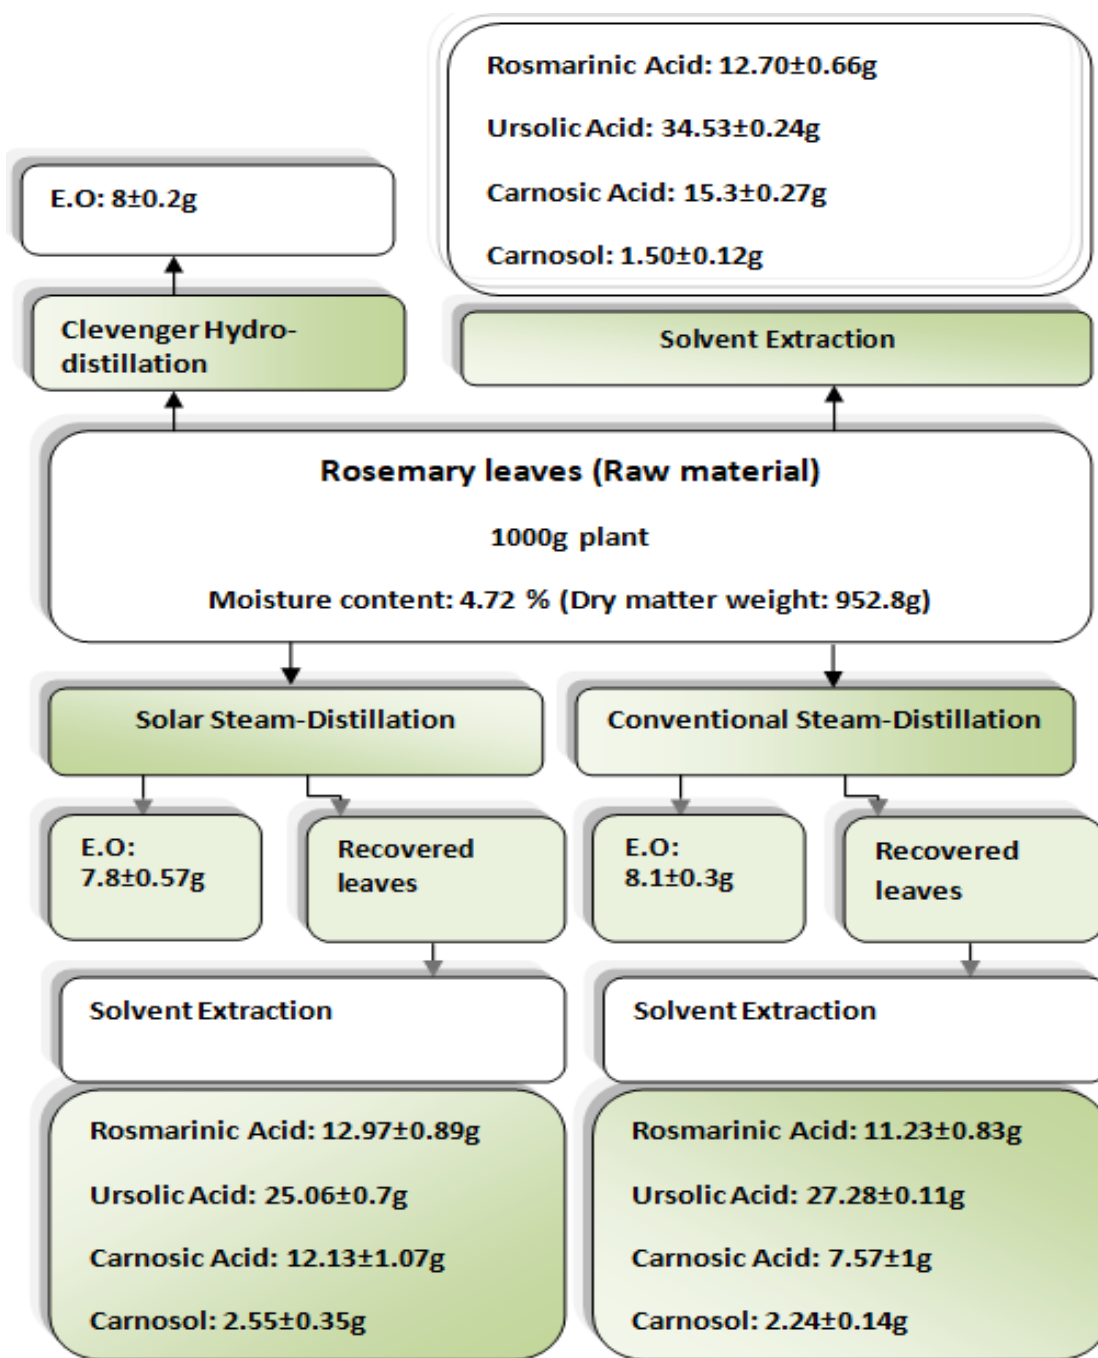 Rosmarinic Acid: 12.70±0.66g
Ursolic Acid: 34.53±0.24g
Carnosic Acid: 15.3±0.27g
Carnosol: 1.50±0.12g
E.O: 8±0.2g
Clevenger Hydro-
distillation
Solvent Extraction
Rosemary leaves (Raw material)
1000g plant
Moisture content: 4.72 % (Dry matter weight: 952.8g)
Solar Steam-Distillation
Conventional Steam-Distillation
E.O:
7.8±0.57g
Recovered
leaves
E.O:
8.1±0.3g
Recovered
leaves
Solvent Extraction
Solvent Extraction
Rosmarinic Acid: 12.97±0.89g
Ursolic Acid: 25.06±0.7g
Carnosic Acid: 12.13±1.07g
Carnosol: 2.55±0.35g
Rosmarinic Acid: 11.23±0.83g
Ursolic Acid: 27.28±0.11g
Carnosic Acid: 7.57±1g
Carnosol: 2.24±0.14g